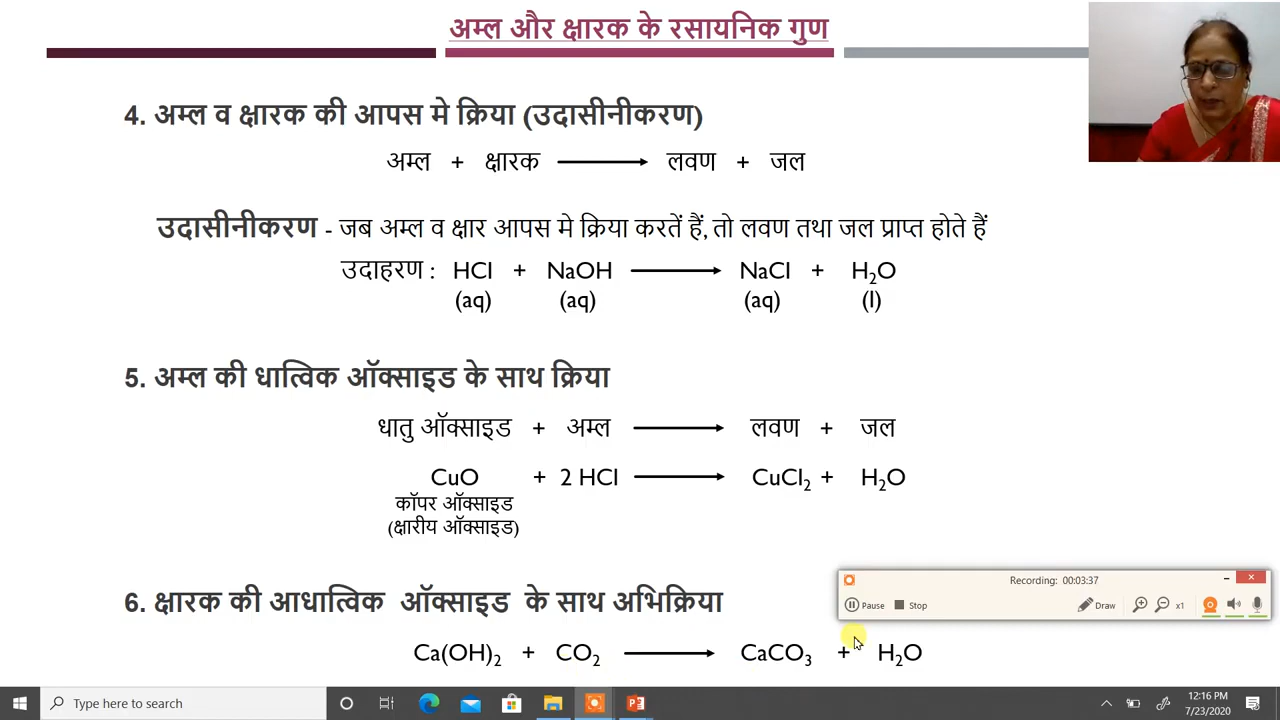 अम्ल और क्षारक के रसायनिक गुण
4. अम्ल व क्षारक की आपस मे क्रिया (उदासीनीकरण)
अम्ल + क्षारक ⟶ लवण + जल
उदासीनीकरण - जब अम्ल व क्षार आपस मे क्रिया करतें हैं, तो लवण तथा जल प्राप्त होते हैं
उदाहरण : HCl + NaOH ⟶ NaCl + H₂O
(aq) (aq) (aq) (l)
5. अम्ल की धात्विक ऑक्साइड के साथ क्रिया
धातु ऑक्साइड + अम्ल ⟶ लवण + जल
CuO + 2 HCl ⟶ CuCl₂ + H₂O
कॉपर ऑक्साइड
(क्षारीय ऑक्साइड)
Recording: 00:03:37
Pause Stop Draw x1
6. क्षारक की आधात्विक ऑक्साइड के साथ अभिक्रिया
Ca(OH)₂ + CO₂ ⟶ CaCO₃ + H₂O
Type here to search
12:16 PM
7/23/2020